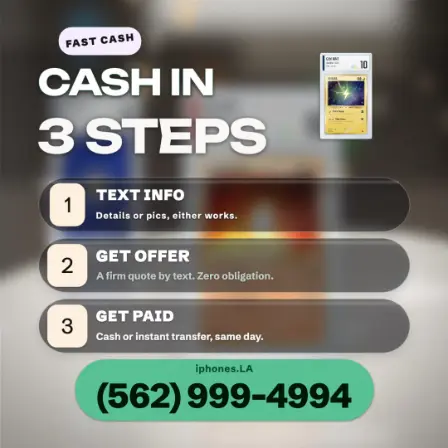 FAST CASH
CASH IN
3 STEPS
10
1
TEXT INFO
Details or pics, either works.
2
GET OFFER
A firm quote by text. Zero obligation.
3
GET PAID
Cash or instant transfer, same day.
iphones.LA
(562) 999-4994